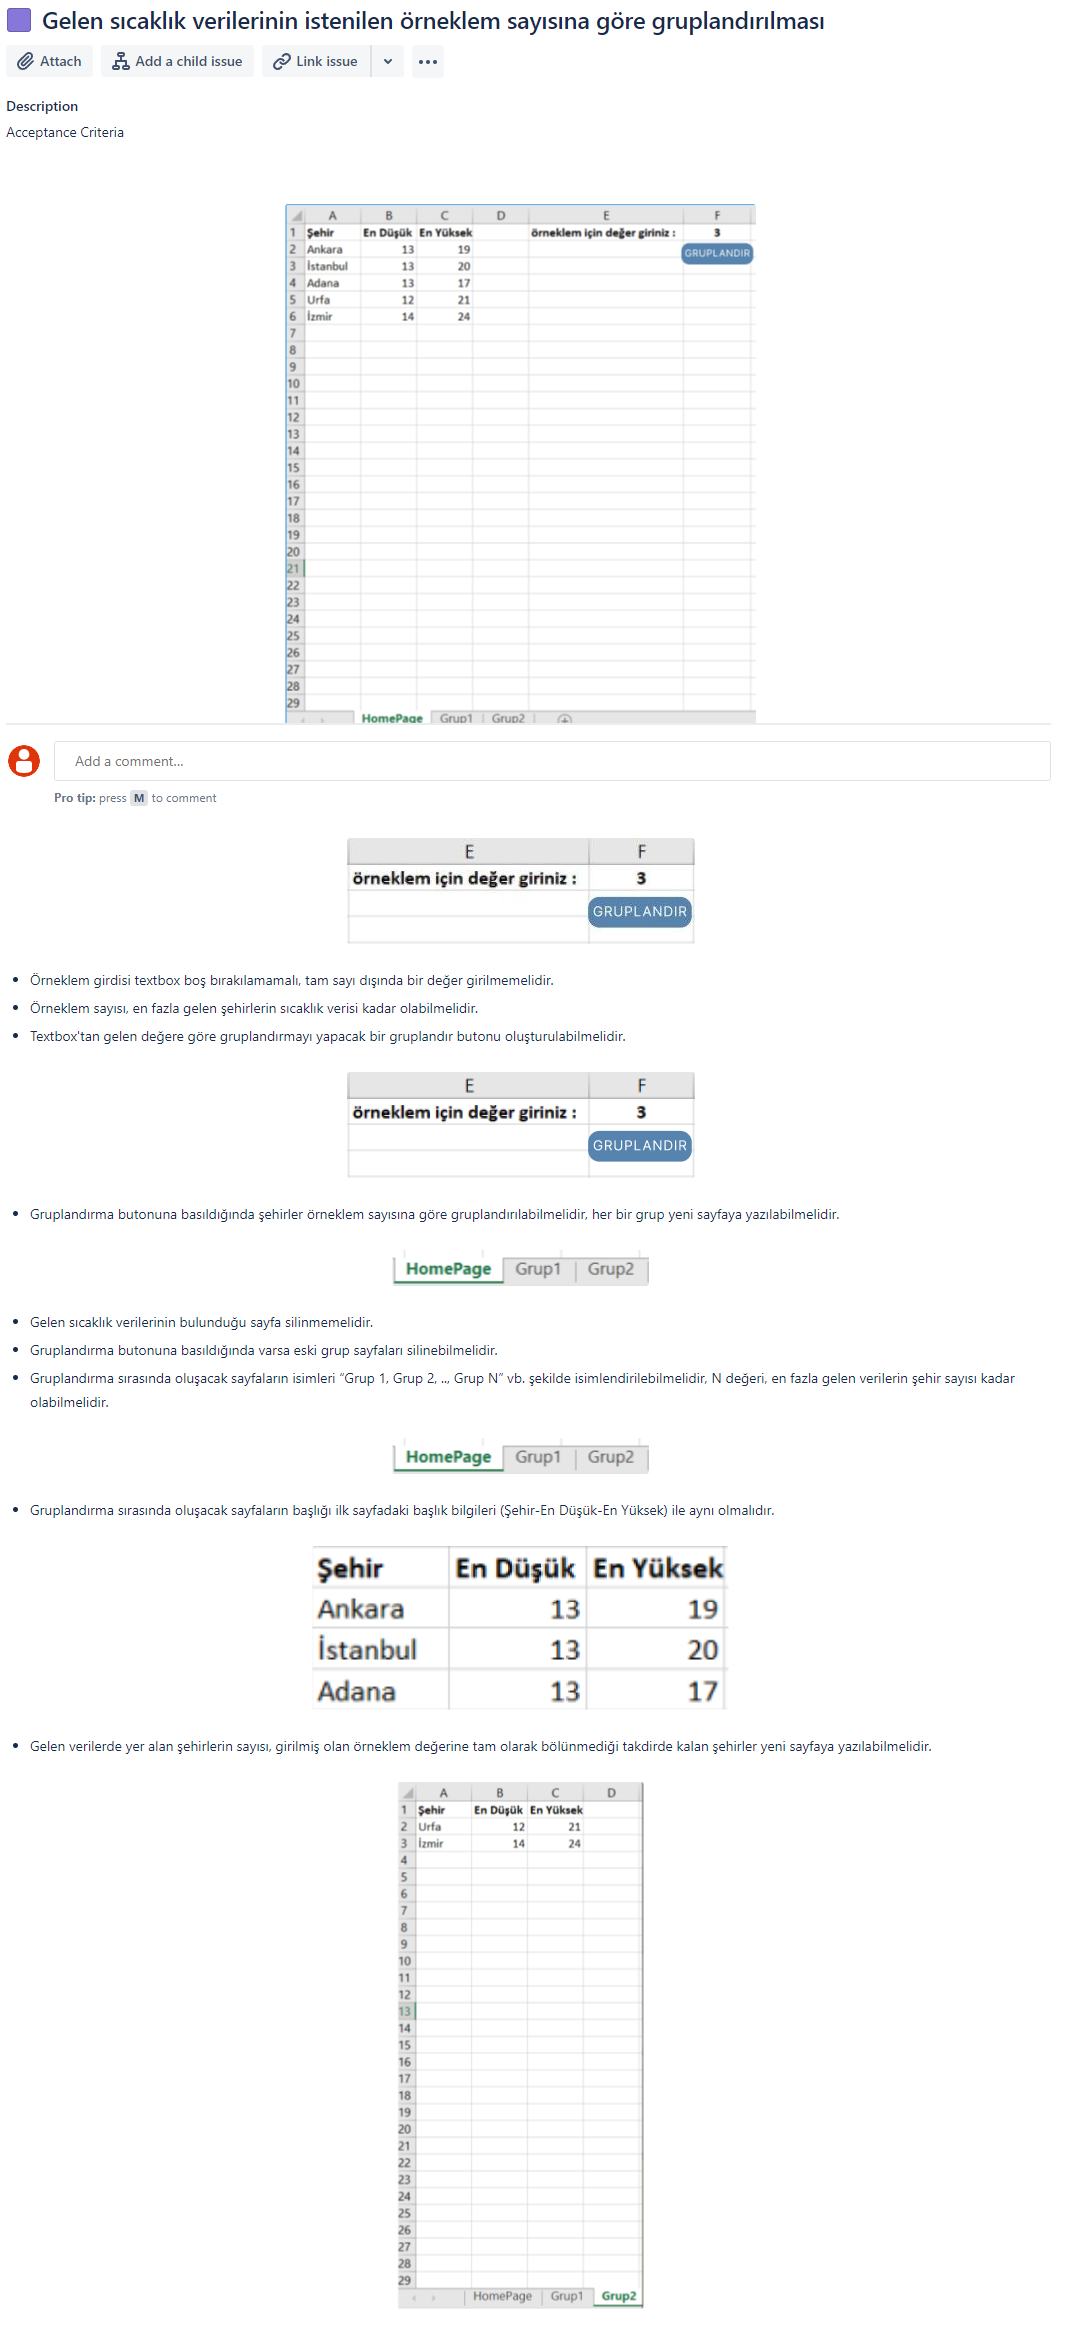 Gelen sıcaklık verilerinin istenilen örneklem sayısına göre gruplandırılması
Attach Add a child issue Link issue
Description
Acceptance Criteria
A B C D E F
1 Şehir En Düşük En Yüksek örneklem için değer giriniz : 3
2 Ankara 13 19 GRUPLANDIR
3 İstanbul 13 20
4 Adana 13 17
5 Urfa 12 21
6 İzmir 14 24
7
8
9
10
11
12
13
14
15
16
17
18
19
20
21
22
23
24
25
26
27
28
29
HomePage Grup1 Grup2
Add a comment...
Pro tip: press M to comment
E F
örneklem için değer giriniz : 3
GRUPLANDIR
• Örneklem girdisi textbox boş bırakılamamalı, tam sayı dışında bir değer girilmemelidir.
• Örneklem sayısı, en fazla gelen şehirlerin sıcaklık verisi kadar olabilmelidir.
• Textbox'tan gelen değere göre gruplandırmayı yapacak bir gruplandır butonu oluşturulabilmelidir.
E F
örneklem için değer giriniz : 3
GRUPLANDIR
• Gruplandırma butonuna basıldığında şehirler örneklem sayısına göre gruplandırılabilmelidir, her bir grup yeni sayfaya yazılabilmelidir.
HomePage Grup1 Grup2
• Gelen sıcaklık verilerinin bulunduğu sayfa silinmemelidir.
• Gruplandırma butonuna basıldığında varsa eski grup sayfaları silinebilmelidir.
• Gruplandırma sırasında oluşacak sayfaların isimleri “Grup 1, Grup 2, .., Grup N” vb. şekilde isimlendirilebilmelidir, N değeri, en fazla gelen verilerin şehir sayısı kadar
olabilmelidir.
HomePage Grup1 Grup2
• Gruplandırma sırasında oluşacak sayfaların başlığı ilk sayfadaki başlık bilgileri (Şehir-En Düşük-En Yüksek) ile aynı olmalıdır.
Şehir En Düşük En Yüksek
Ankara 13 19
İstanbul 13 20
Adana 13 17
• Gelen verilerde yer alan şehirlerin sayısı, girilmiş olan örneklem değerine tam olarak bölünmediği takdirde kalan şehirler yeni sayfaya yazılabilmelidir.
A B C D
1 Şehir En Düşük En Yüksek
2 Urfa 12 21
3 İzmir 14 24
4
5
6
7
8
9
10
11
12
13
14
15
16
17
18
19
20
21
22
23
24
25
26
27
28
29
HomePage Grup1 Grup2